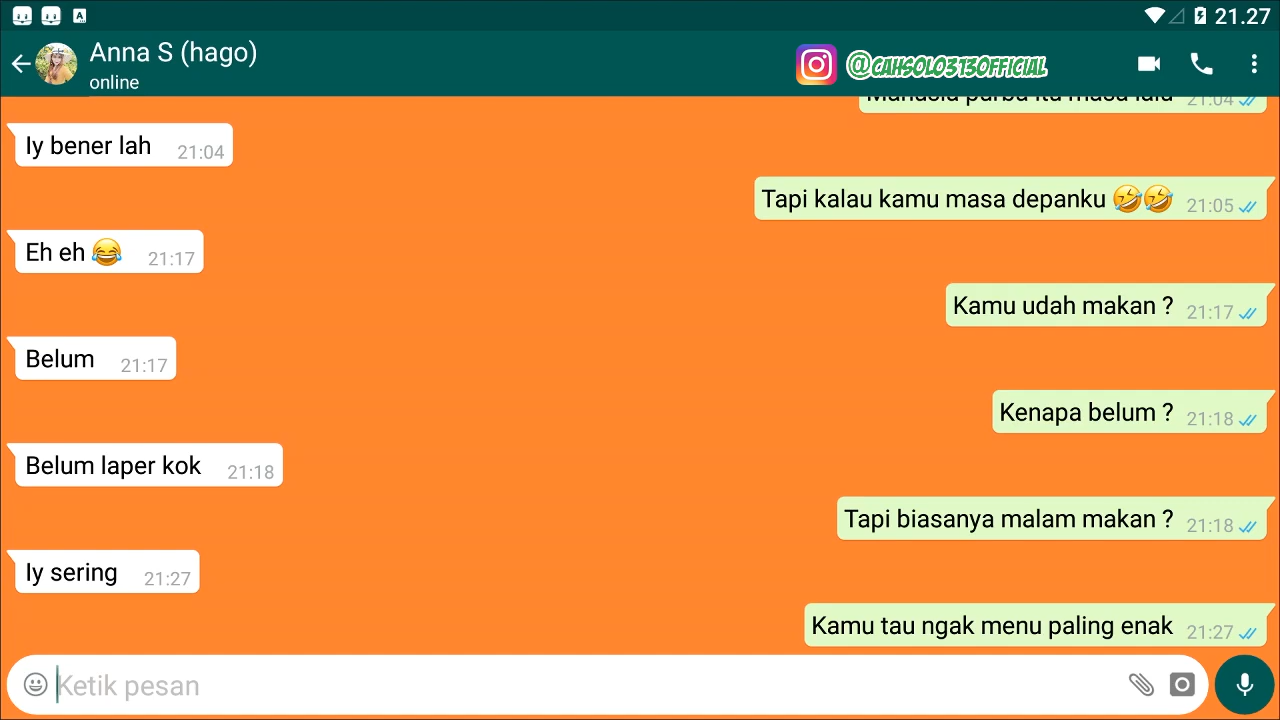 21.27
Anna S (hago)
online
@CAHSOLO313OFFICIAL
21:04
Iy bener lah 21:04
Tapi kalau kamu masa depanku 🤣🤣 21:05
Eh eh 😂 21:17
Kamu udah makan ? 21:17
Belum 21:17
Kenapa belum ? 21:18
Belum laper kok 21:18
Tapi biasanya malam makan ? 21:18
Iy sering 21:27
Kamu tau ngak menu paling enak 21:27
Ketik pesan